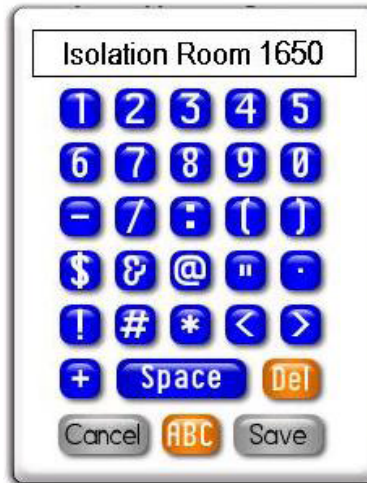 Isolation Room 1650
1 2 3 4 5
6 7 8 9 0
- / : ( )
$ & @ " .
! # * < >
+ Space Del
Cancel ABC Save